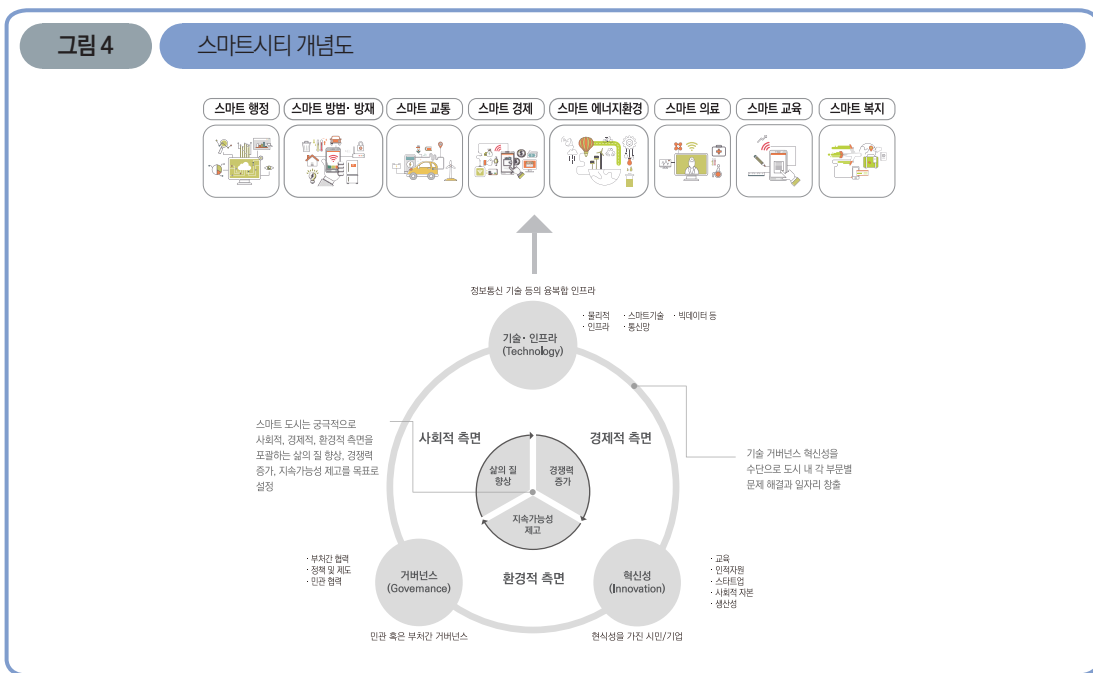 그림 4
스마트시티 개념도
스마트 행정
스마트 방범· 방재
스마트 교통
스마트 경제
스마트 에너지환경
스마트 의료
스마트 교육
스마트 복지
정보통신 기술 등의 융복합 인프라
기술· 인프라
(Technology)
· 물리적 · 스마트기술 · 빅데이터 등
· 인프라 · 통신망
스마트 도시는 궁극적으로
사회적, 경제적, 환경적 측면을
포괄하는 삶의 질 향상, 경쟁력
증가, 지속가능성 제고를 목표로
설정
사회적 측면
경제적 측면
삶의 질
향상
경쟁력
증가
지속가능성
제고
환경적 측면
기술 거버넌스 혁신성을
수단으로 도시 내 각 부문별
문제 해결과 일자리 창출
· 부처간 협력
· 정책 및 제도
· 민관 협력
거버넌스
(Governance)
민관 혹은 부처간 거버넌스
혁신성
(Innovation)
· 교육
· 인적자원
· 스타트업
· 사회적 자본
· 생산성
현식성을 가진 시민/기업